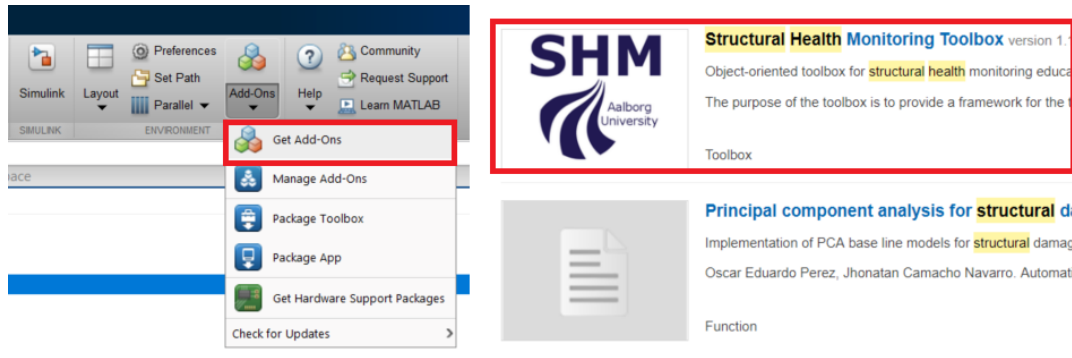 Simulink
Layout
Preferences
Set Path
Parallel
Add-Ons
Help
Community
Request Support
Learn MATLAB
SIMULINK
ENVIRONMENT
Get Add-Ons
Manage Add-Ons
Package Toolbox
Package App
Get Hardware Support Packages
Check for Updates
SHM
Aalborg
University
Structural Health Monitoring Toolbox version 1.
Object-oriented toolbox for structural health monitoring educa
The purpose of the toolbox is to provide a framework for the
Toolbox
Principal component analysis for structural
Implementation of PCA base line models for structural damag
Oscar Eduardo Perez, Jhonatan Camacho Navarro. Automati
Function